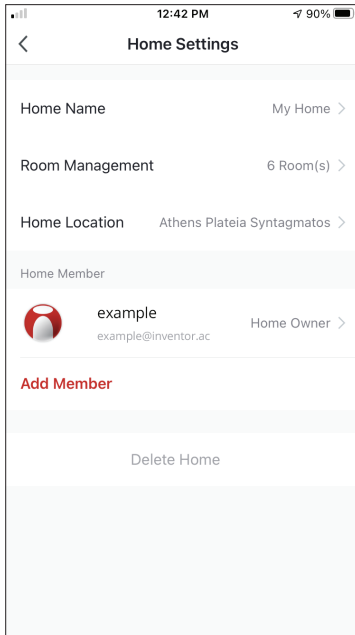 12:42 PM 90%
Home Settings
Home Name My Home
Room Management 6 Room(s)
Home Location Athens Plateia Syntagmatos
Home Member
example
example@inventor.ac
Home Owner
Add Member
Delete Home